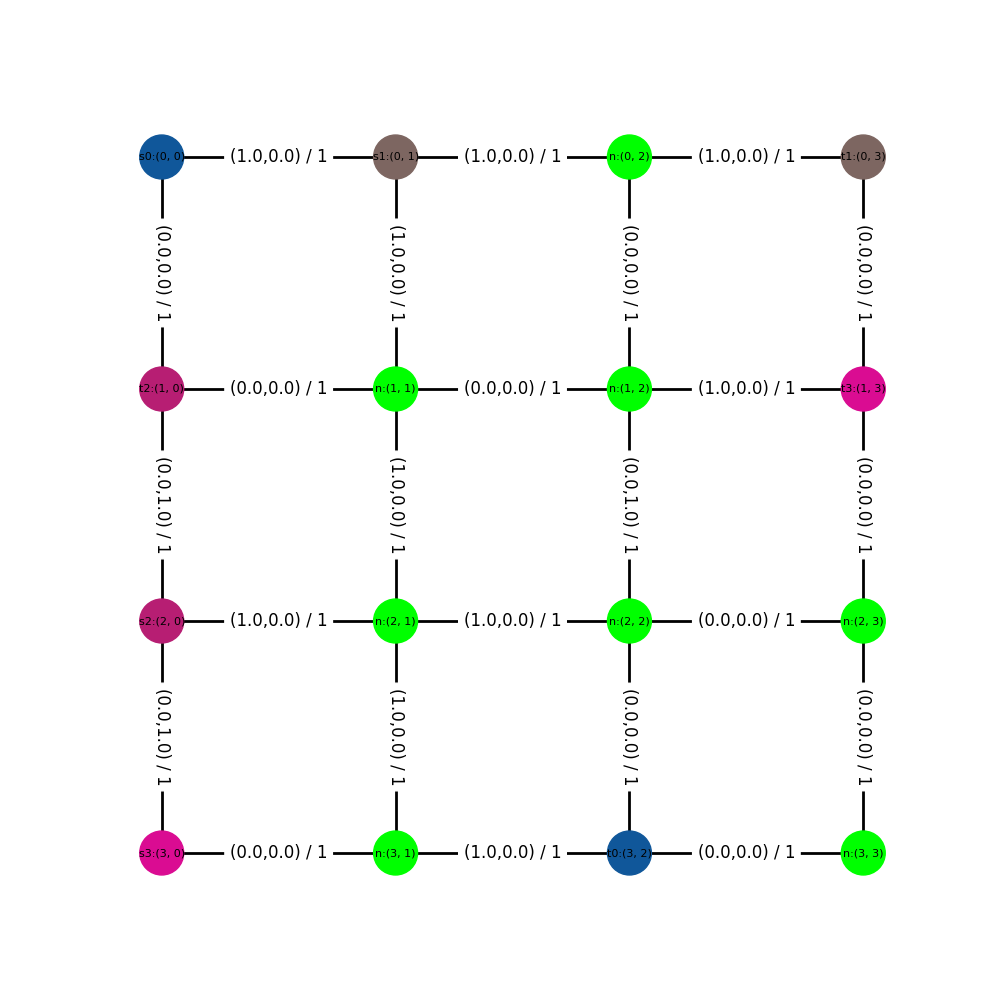 s0:(0, 0) (1.0,0.0) / 1 s1:(0, 1) (1.0,0.0) / 1 n:(0, 2) (1.0,0.0) / 1 t1:(0, 3)
(0.0,0.0) / 1 (1.0,0.0) / 1 (0.0,0.0) / 1 (0.0,0.0) / 1
t2:(1, 0) (0.0,0.0) / 1 n:(1, 1) (0.0,0.0) / 1 n:(1, 2) (1.0,0.0) / 1 t3:(1, 3)
(0.0,1.0) / 1 (1.0,0.0) / 1 (0.0,1.0) / 1 (0.0,0.0) / 1
s2:(2, 0) (1.0,0.0) / 1 n:(2, 1) (1.0,0.0) / 1 n:(2, 2) (0.0,0.0) / 1 n:(2, 3)
(0.0,1.0) / 1 (1.0,0.0) / 1 (0.0,0.0) / 1 (0.0,0.0) / 1
s3:(3, 0) (0.0,0.0) / 1 n:(3, 1) (1.0,0.0) / 1 t0:(3, 2) (0.0,0.0) / 1 n:(3, 3)